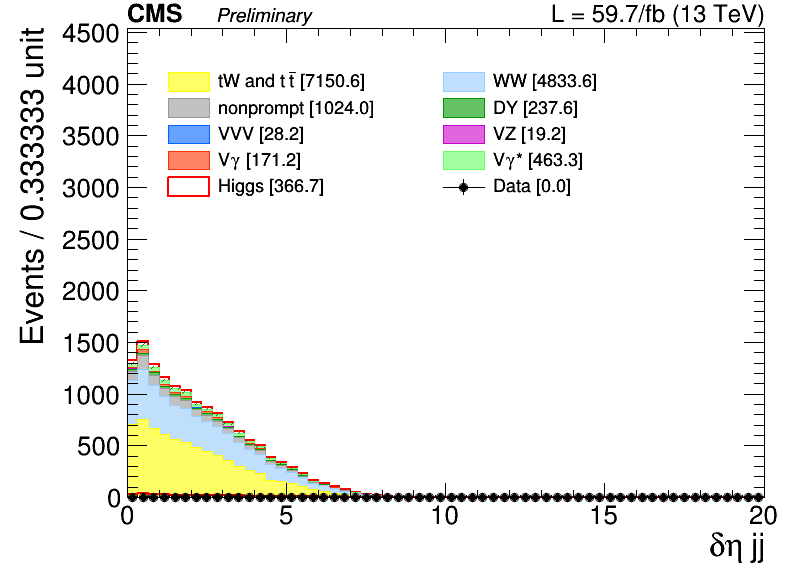 CMS Preliminary L = 59.7/fb (13 TeV)
Events / 0.333333 unit
4500
4000
3500
3000
2500
2000
1500
1000
500
0
tW and t t̅ [7150.6] WW [4833.6]
nonprompt [1024.0] DY [237.6]
VVV [28.2] VZ [19.2]
Vγ [171.2] Vγ* [463.3]
Higgs [366.7] Data [0.0]
0 5 10 15 20
δη jj